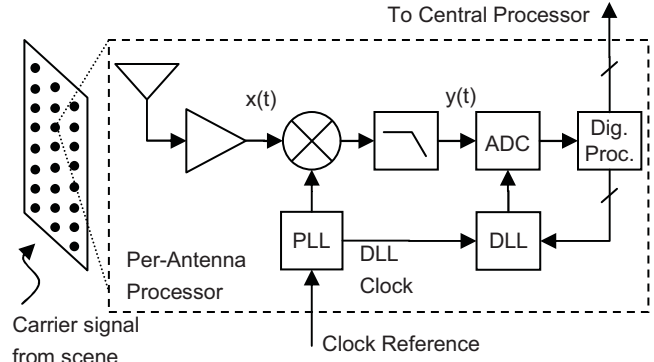 To Central Processor
x(t)
y(t)
ADC
Dig.
Proc.
PLL
DLL
Clock
DLL
Per-Antenna
Processor
Carrier signal
from scene
Clock Reference